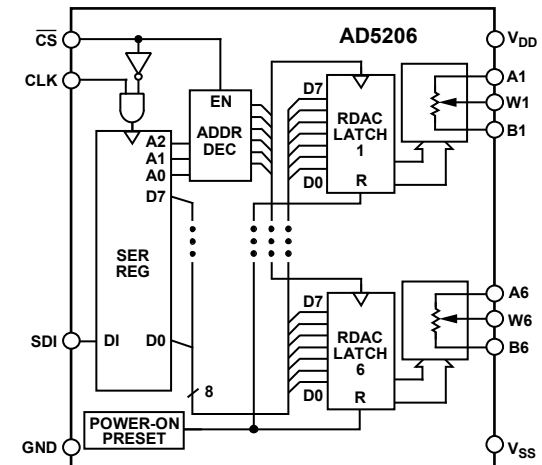 AD5206
C̅S̅
CLK
EN
ADDR
DEC
A2
A1
A0
D7
SER
REG
SDI
DI
D0
8
POWER-ON
PRESET
GND
D7
RDAC
LATCH
1
D0
R
VDD
A1
W1
B1
D7
RDAC
LATCH
6
D0
R
A6
W6
B6
VSS